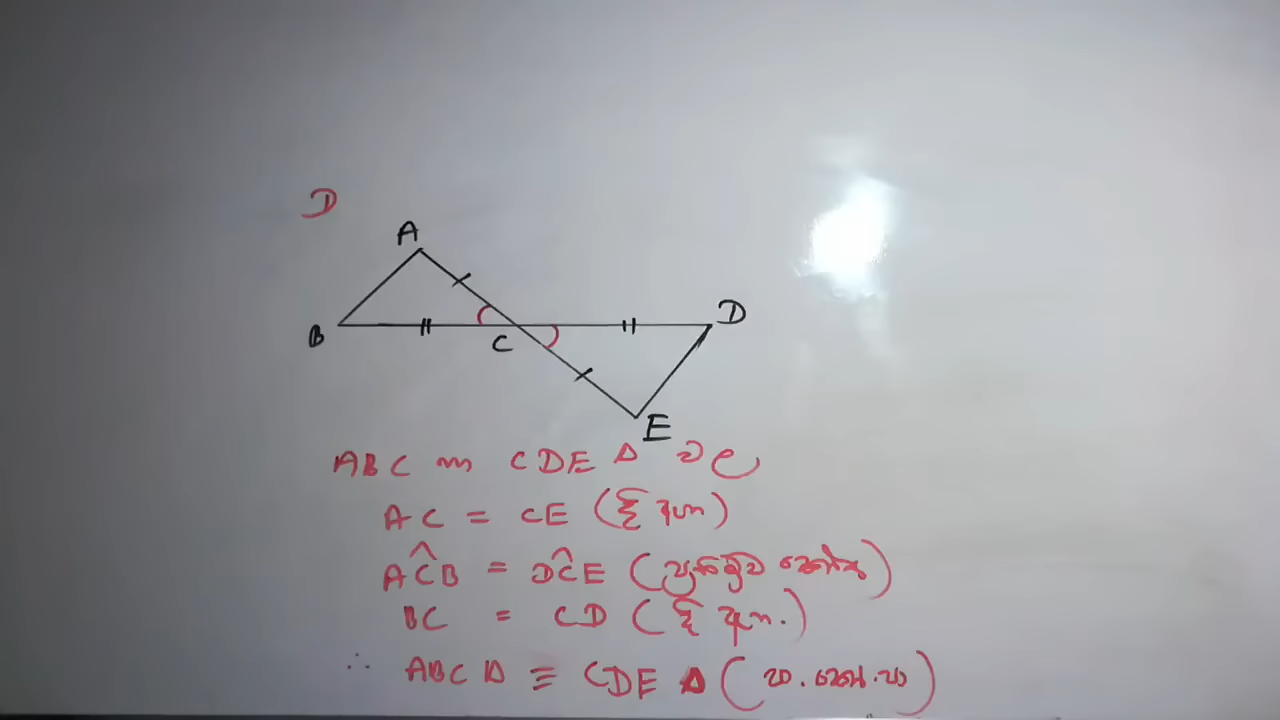 D
A
B
C
D
E
ABC හා CDE Δ වල
AC = CE (දී ඇත)
AĈB = DĈE (ප්‍රතිමුඛ කෝණ)
BC = CD (දී ඇත.)
∴ ABC Δ ≡ CDE Δ (පා.කෝ.පා)